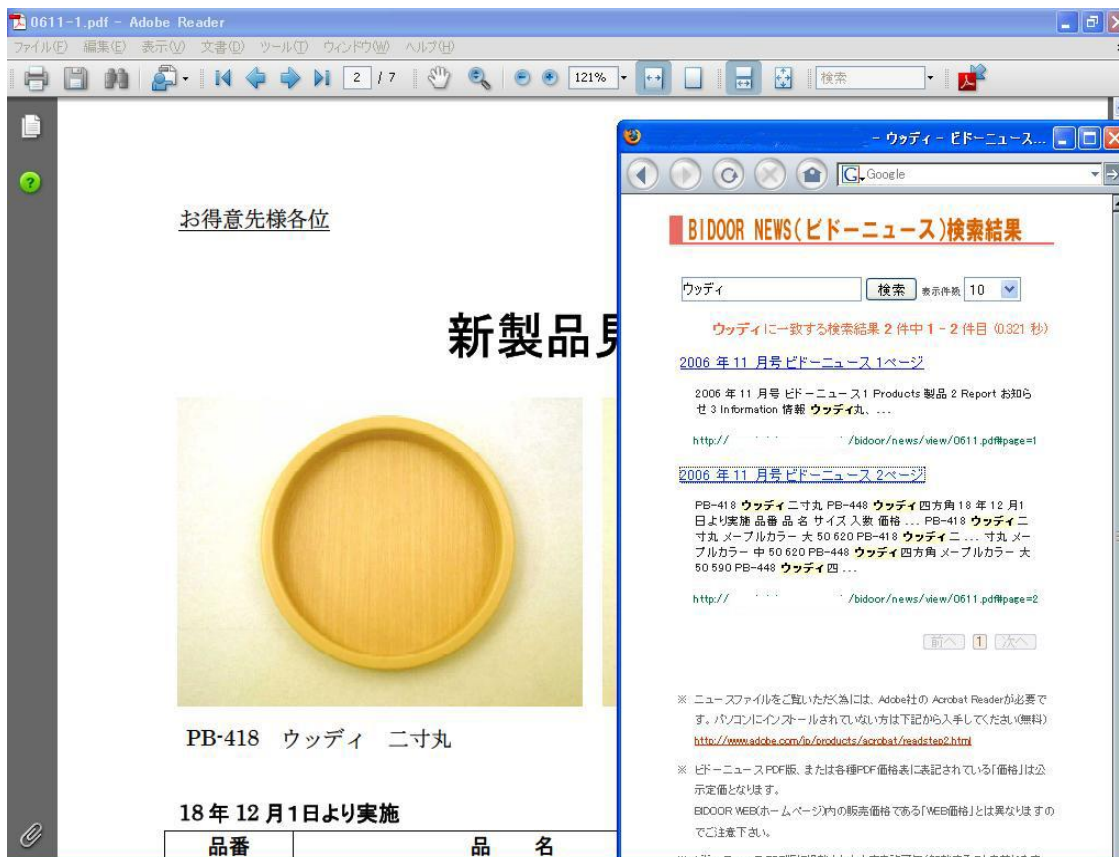 0611-1.pdf - Adobe Reader
ファイル(F) 編集(E) 表示(V) 文書(D) ツール(T) ウィンドウ(W) ヘルプ(H)
2 / 7 121% 検索
お得意先様各位
新製品見
PB-418 ウッディ 二寸丸
18年12月1日より実施
品番 品 名
- ウッディ - ビドーニュース...
Google
BIDOOR NEWS(ビドーニュース)検索結果
ウッディ 検索 表示件数 10
ウッディに一致する検索結果 2 件中 1 - 2 件目 (0.321 秒)
2006 年 11 月号 ビドーニュース 1ページ
2006 年 11 月号 ビドーニュース1 Products 製品 2 Report お知ら
せ 3 Information 情報 ウッディ丸、...
http:// /bidoor/news/view/0611.pdf#page=1
2006 年 11 月号 ビドーニュース 2ページ
PB-418 ウッディ二寸丸 PB-448 ウッディ四方角 18 年 12 月1
日より実施 品番 品 名 サイズ 入数 価格 ... PB-418 ウッディ二
寸丸 メープルカラー 大 50 620 PB-418 ウッディ二 ... 寸丸 メー
プルカラー 中 50 620 PB-448 ウッディ四方角 メープルカラー 大
50 590 PB-448 ウッディ四 ...
http:// /bidoor/news/view/0611.pdf#page=2
前へ 1 次へ
※ ニュースファイルをご覧いただく為には、Adobe社の Acrobat Readerが必要で
す。パソコンにインストールされていない方は下記から入手してください(無料)
http://www.adobe.com/jp/products/acrobat/readstep2.html
※ ビドーニュースPDF版、または各種PDF価格表に表記されている「価格」は公
示定価となります。
BIDOOR WEB(ホームページ)内の販売価格である「WEB価格」とは異なりますの
でご注意下さい。